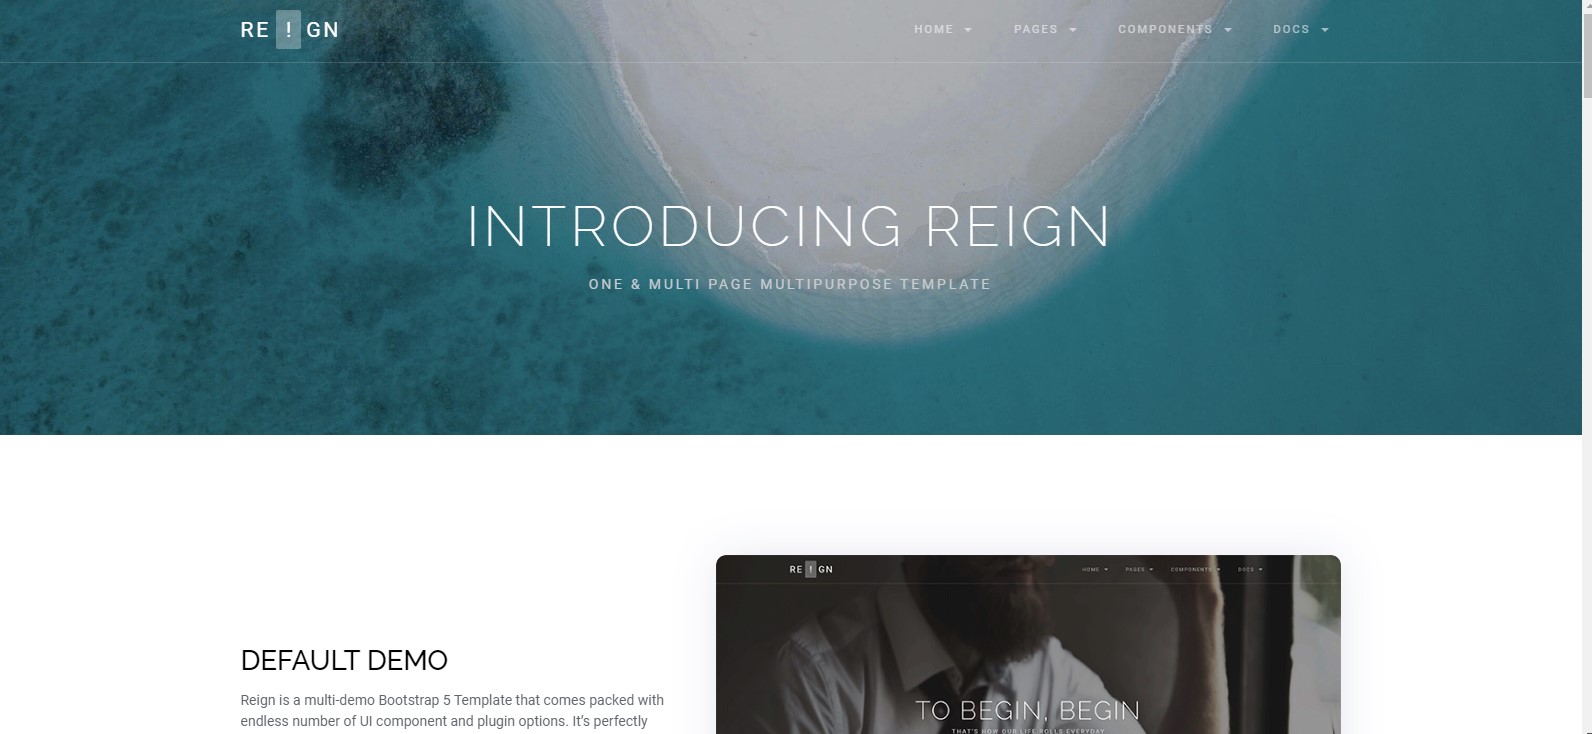 RE ! GN
HOME PAGES COMPONENTS DOCS
INTRODUCING REIGN
ONE & MULTI PAGE MULTIPURPOSE TEMPLATE
RE ! GN
HOME PAGES COMPONENTS DOCS
DEFAULT DEMO
Reign is a multi-demo Bootstrap 5 Template that comes packed with
endless number of UI component and plugin options. It’s perfectly
TO BEGIN, BEGIN
THAT'S HOW OUR LIFE ROLLS EVERYDAY